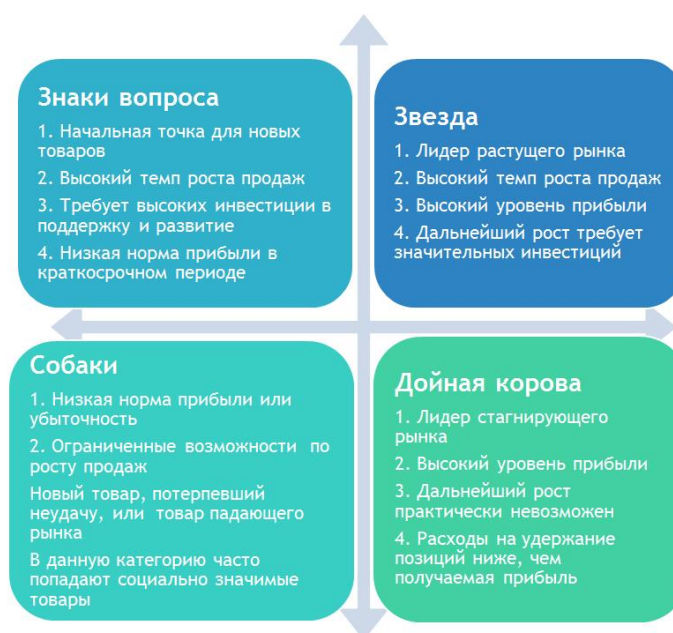 Знаки вопроса
1. Начальная точка для новых
товаров
2. Высокий темп роста продаж
3. Требует высоких инвестиции в
поддержку и развитие
4. Низкая норма прибыли в
краткосрочном периоде
Звезда
1. Лидер растущего рынка
2. Высокий темп роста продаж
3. Высокий уровень прибыли
4. Дальнейший рост требует
значительных инвестиций
Собаки
1. Низкая норма прибыли или
убыточность
2. Ограниченные возможности по
росту продаж
Новый товар, потерпевший
неудачу, или товар падающего
рынка
В данную категорию часто
попадают социально значимые
товары
Дойная корова
1. Лидер стагнирующего
рынка
2. Высокий уровень прибыли
3. Дальнейший рост
практически невозможен
4. Расходы на удержание
позиций ниже, чем
получаемая прибыль